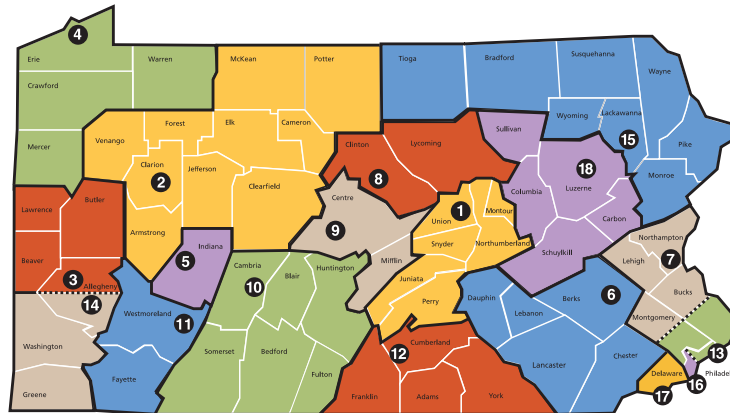 4
Erie
Warren
McKean
Potter
Tioga
Bradford
Susquehanna
Wayne
Crawford
Mercer
Venango
Forest
Elk
Cameron
Clinton
Lycoming
Sullivan
Wyoming
Lackawanna
15
Pike
Monroe
Clarion
2
Jefferson
Clearfield
8
Centre
9
Columbia
18
Luzerne
Carbon
Lawrence
Butler
Armstrong
Indiana
5
Union
1
Montour
Snyder
Northumberland
Schuylkill
Northampton
Lehigh
7
Beaver
3
Allegheny
14
Cambria
10
Blair
Huntington
Mifflin
Juniata
Perry
Dauphin
Lebanon
Berks
6
Bucks
Montgomery
Westmoreland
11
Washington
Greene
Fayette
Somerset
Bedford
Fulton
12
Cumberland
Franklin
Adams
York
Lancaster
Chester
Delaware
17
16
13
Philadel